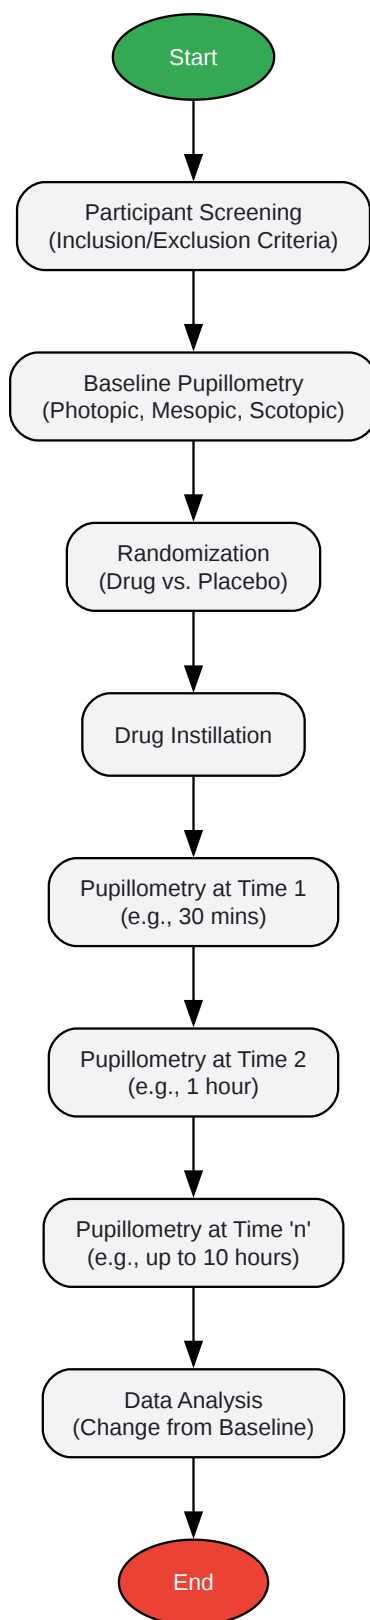 Start
Participant Screening
(Inclusion/Exclusion Criteria)
Baseline Pupillometry
(Photopic, Mesopic, Scotopic)
Randomization
(Drug vs. Placebo)
Drug Instillation
Pupillometry at Time 1
(e.g., 30 mins)
Pupillometry at Time 2
(e.g., 1 hour)
Pupillometry at Time 'n'
(e.g., up to 10 hours)
Data Analysis
(Change from Baseline)
End